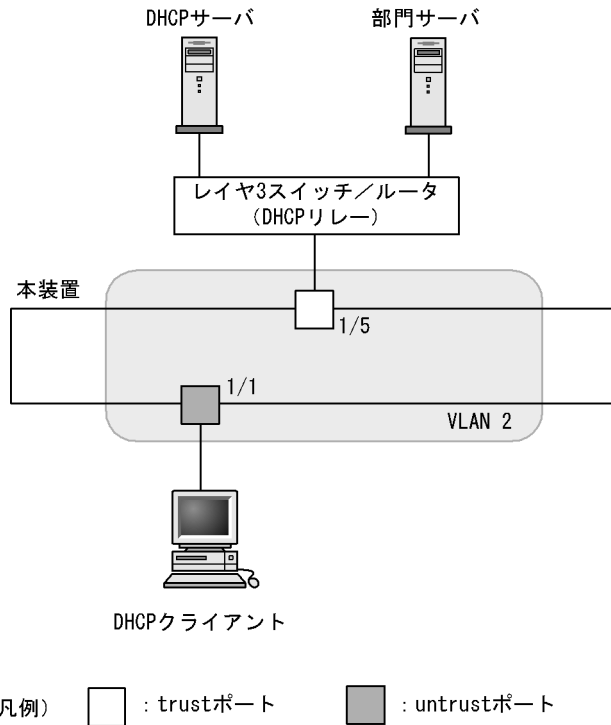 DHCPサーバ
部門サーバ
レイヤ3スイッチ／ルータ
(DHCPリレー)
本装置
1/5
1/1
VLAN 2
DHCPクライアント
凡例)
：trustポート
：untrustポート